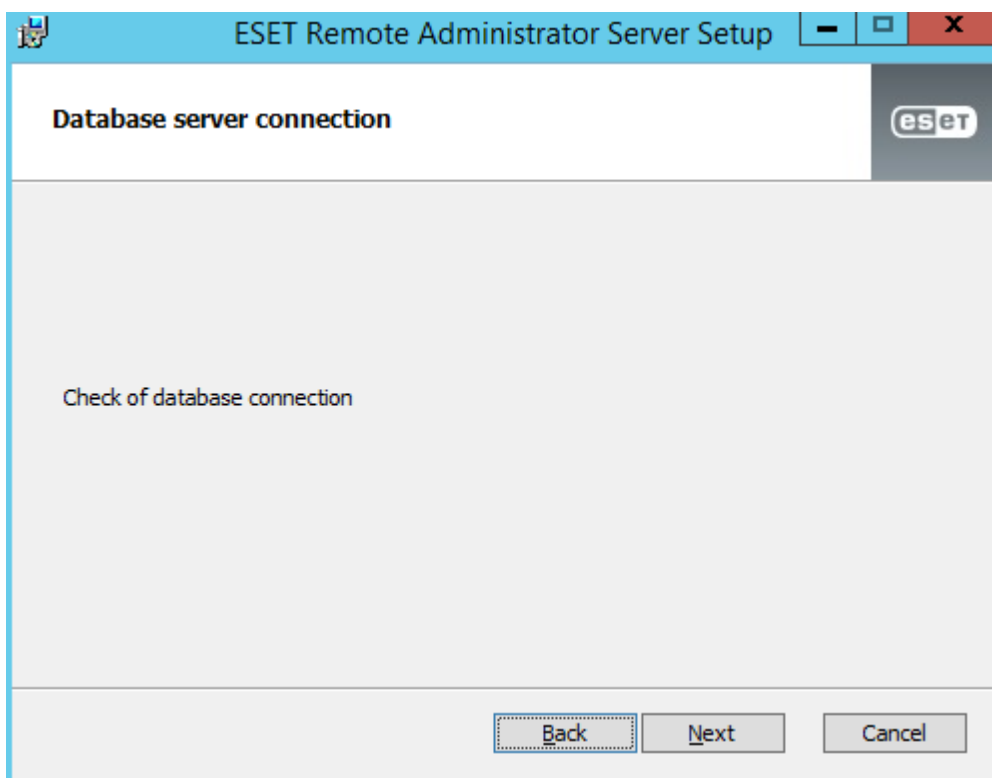 ESET Remote Administrator Server Setup
Database server connection
eset
Check of database connection
Back
Next
Cancel